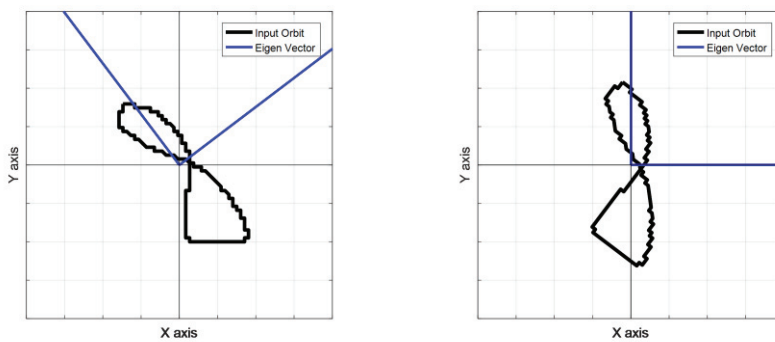 Input Orbit
Eigen Vector
Y axis
X axis
Input Orbit
Eigen Vector
Y axis
X axis